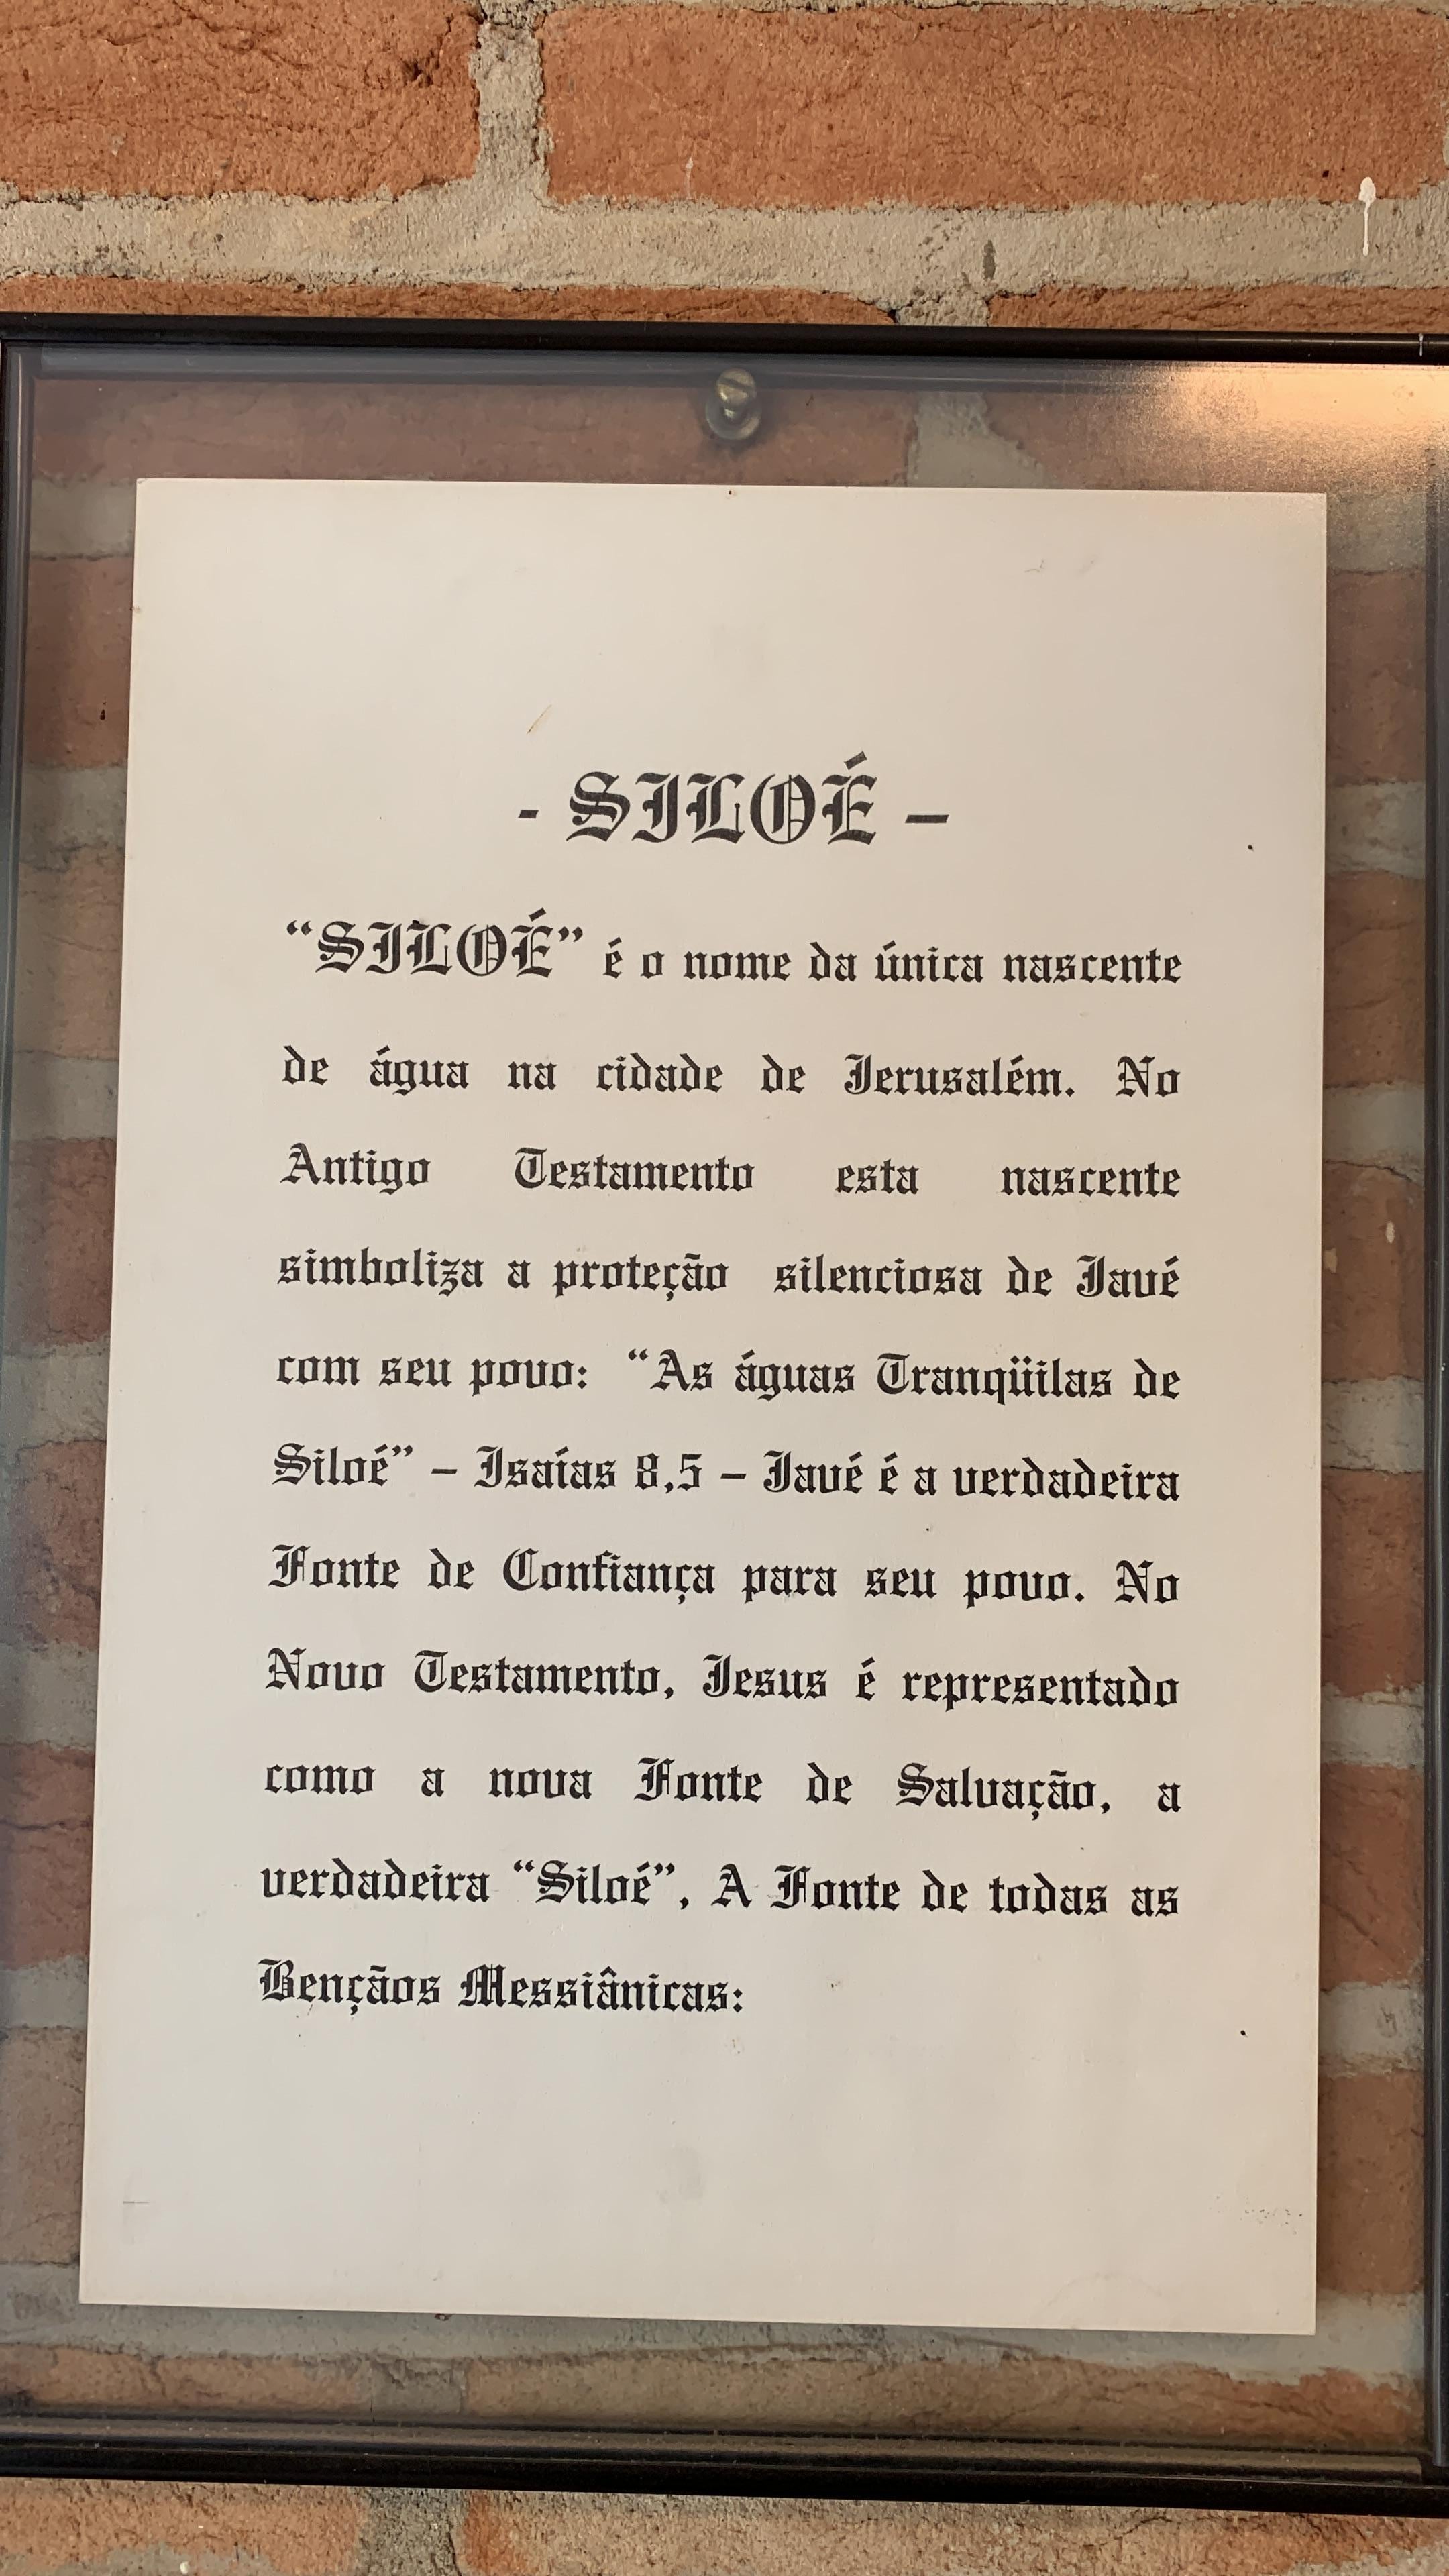 - SILOÉ –
“SILOÉ” é o nome da única nascente
de água na cidade de Jerusalém. No
Antigo Testamento esta nascente
simboliza a proteção silenciosa de Javé
com seu povo: “As águas Tranqüilas de
Siloé” – Isaías 8,5 – Javé é a verdadeira
Fonte de Confiança para seu povo. No
Novo Testamento, Jesus é representado
como a nova Fonte de Salvação, a
verdadeira “Siloé”, A Fonte de todas as
Bençãos Messiânicas: